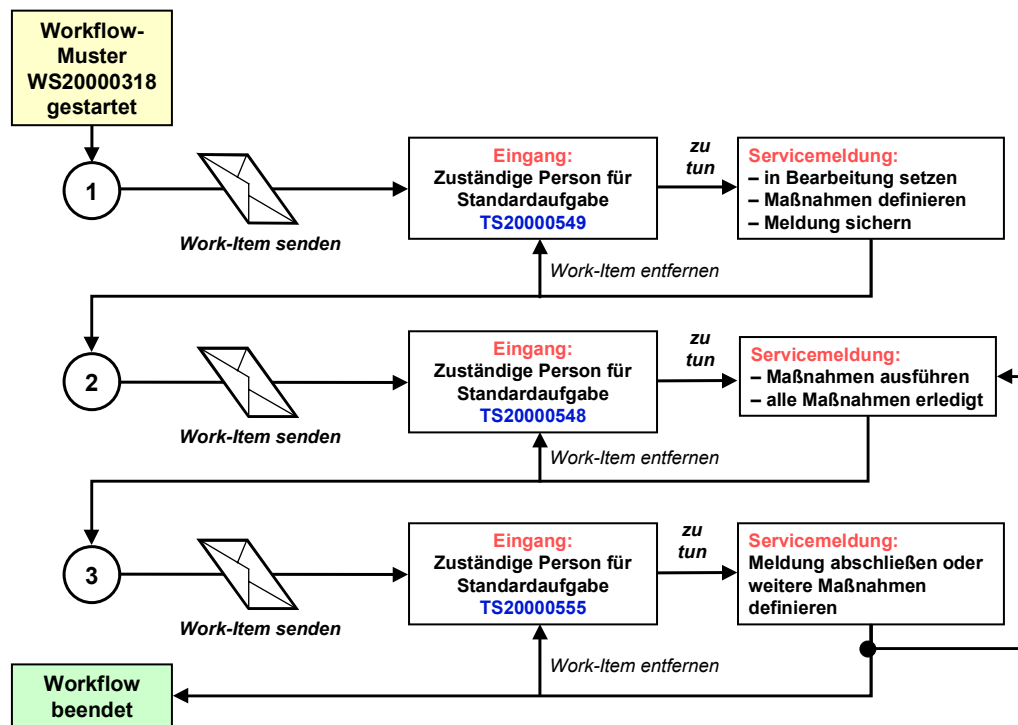 Workflow-
Muster
WS20000318
gestartet
1
Work-Item senden
Eingang:
Zuständige Person für
Standardaufgabe
TS20000549
zu
tun
Servicemeldung:
– in Bearbeitung setzen
– Maßnahmen definieren
– Meldung sichern
Work-Item entfernen
2
Work-Item senden
Eingang:
Zuständige Person für
Standardaufgabe
TS20000548
zu
tun
Servicemeldung:
– Maßnahmen ausführen
– alle Maßnahmen erledigt
Work-Item entfernen
3
Work-Item senden
Eingang:
Zuständige Person für
Standardaufgabe
TS20000555
zu
tun
Servicemeldung:
Meldung abschließen oder
weitere Maßnahmen
definieren
Work-Item entfernen
Workflow
beendet